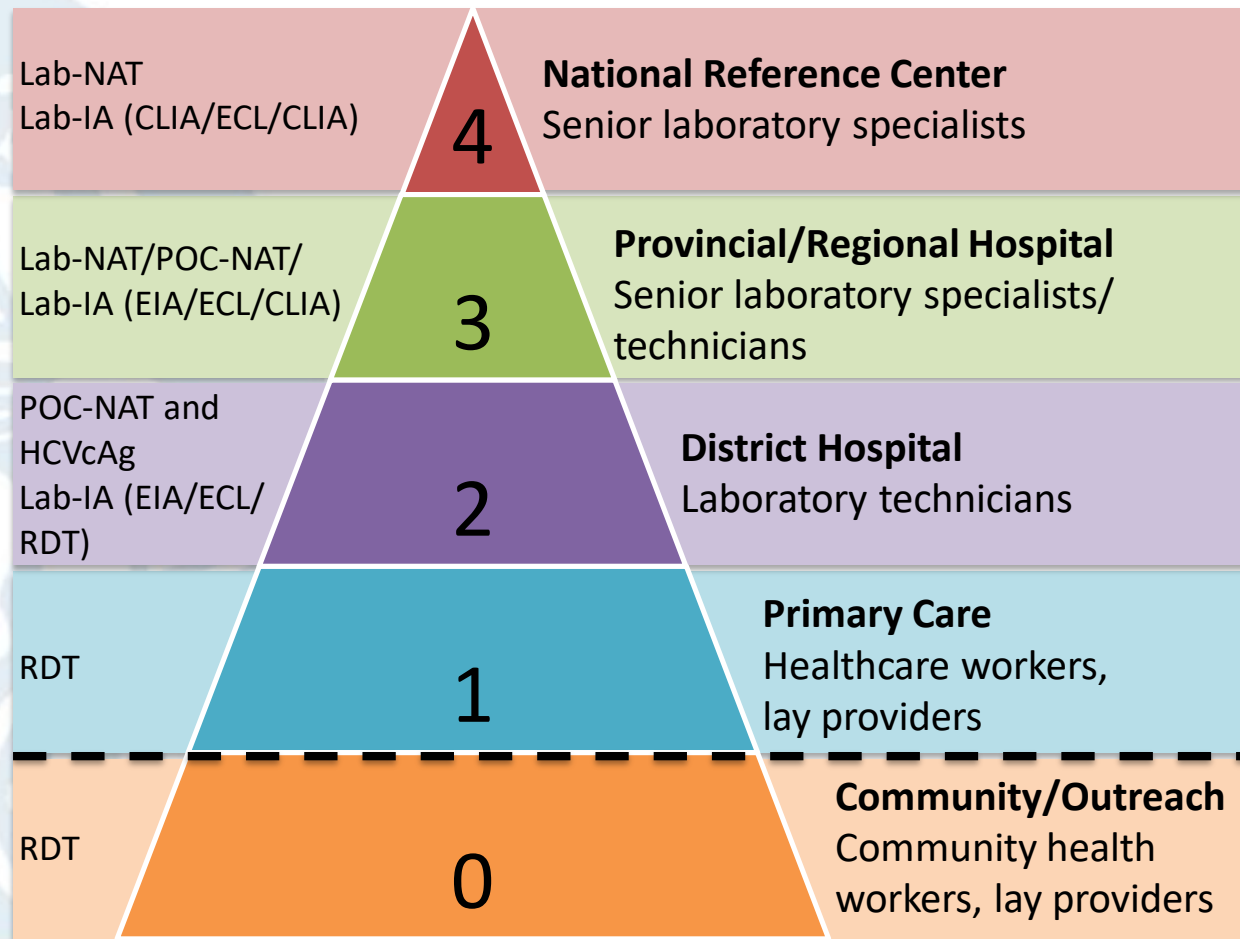 Lab-NAT
Lab-IA (CLIA/ECL/CLIA)
4
National Reference Center
Senior laboratory specialists
Lab-NAT/POC-NAT/
Lab-IA (EIA/ECL/CLIA)
3
Provincial/Regional Hospital
Senior laboratory specialists/
technicians
POC-NAT and
HCVcAg
Lab-IA (EIA/ECL/
RDT)
2
District Hospital
Laboratory technicians
RDT
1
Primary Care
Healthcare workers,
lay providers
RDT
0
Community/Outreach
Community health
workers, lay providers